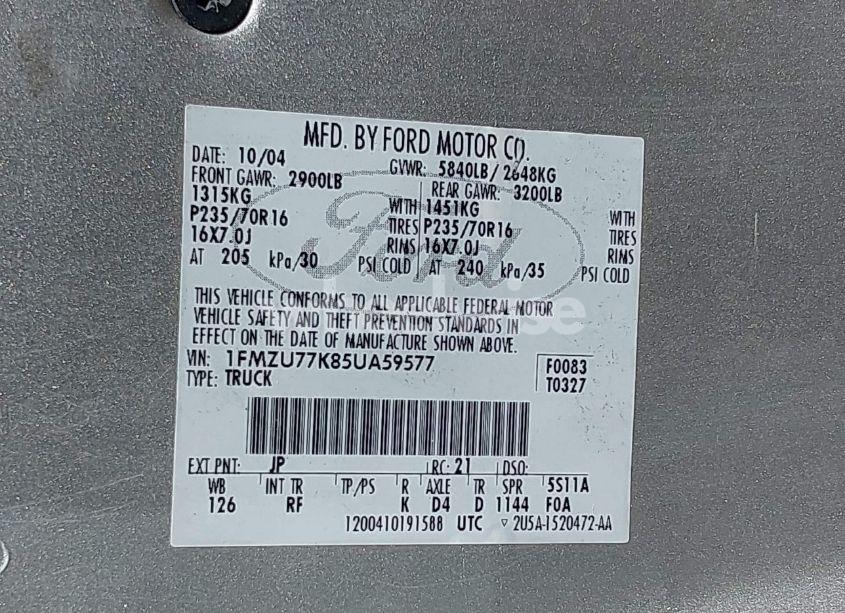 MFD. BY FORD MOTOR CO.
DATE: 10/04 GVWR: 5840LB/ 2648KG
FRONT GAWR: 2900LB REAR GAWR: 3200LB
1315KG WITH 1451KG WITH
P235/70R16 TIRES P235/70R16 TIRES
16X7.0J RIMS 16X7.0J RIMS
AT 205 kPa/30 PSI COLD AT 240 kPa/35 PSI COLD
Ford
THIS VEHICLE CONFORMS TO ALL APPLICABLE FEDERAL MOTOR
VEHICLE SAFETY AND THEFT PREVENTION STANDARDS IN
EFFECT ON THE DATE OF MANUFACTURE SHOWN ABOVE.
VIN: 1FMZU77K85UA59577 F0083
TYPE: TRUCK T0327
EXT PNT: JP RC: 21 DSO:
WB INT TR TP/PS R AXLE TR SPR 5S11A
126 RF K D4 D 1144 F0A
1200410191588 UTC ▽ 2U5A-1520472-AA